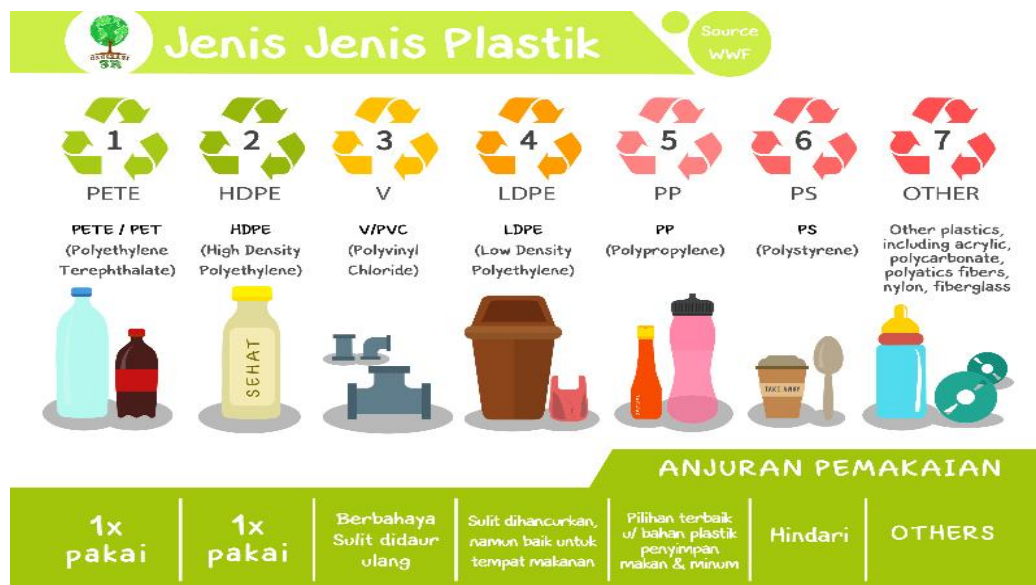 Jenis Jenis Plastik
Source
WWF
3R
1
2
3
4
5
6
7
PETE
HDPE
V
LDPE
PP
PS
OTHER
PETE / PET
(Polyethylene
Terephthalate)
HDPE
(High Density
Polyethylene)
V/PVC
(Polyvinyl
Chloride)
LDPE
(Low Density
Polyethylene)
PP
(Polypropylene)
PS
(Polystyrene)
Other plastics,
including acrylic,
polycarbonate,
polyatics fibers,
nylon, fiberglass
SEHAT
TAKE AWAY
ANJURAN PEMAKAIAN
1x
pakai
1x
pakai
Berbahaya
Sulit didaur
ulang
Sulit dihancurkan,
namun baik untuk
tempat makanan
Pilihan terbaik
u/ bahan plastik
penyimpan
makan & minum
Hindari
OTHERS